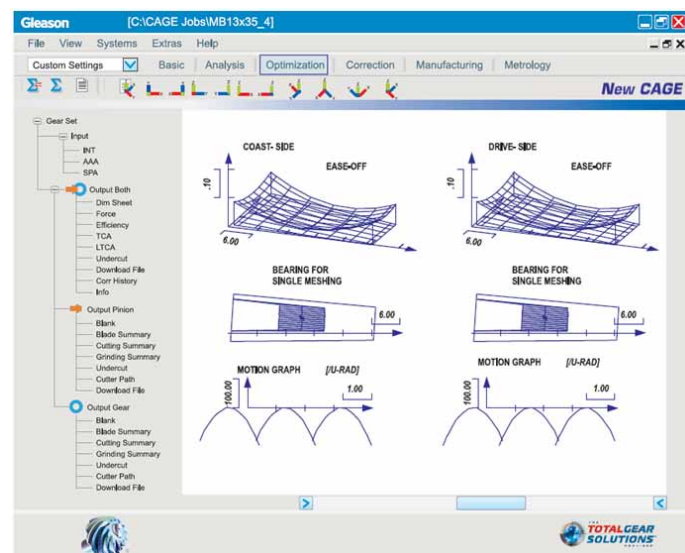 Gleason [C:\CAGE Jobs\MB13x35_4]
File View Systems Extras Help
Custom Settings Basic Analysis Optimization Correction Manufacturing Metrology
New CAGE
Gear Set
Input
INT
AAA
SPA
Output Both
Dim Sheet
Force
Efficiency
TCA
LTCA
Undercut
Download File
Corr History
Info
Output Pinion
Blank
Blade Summary
Cutting Summary
Grinding Summary
Undercut
Cutter Path
Download File
Output Gear
Blank
Blade Summary
Cutting Summary
Grinding Summary
Undercut
Cutter Path
Download File
COAST- SIDE
EASE-OFF
.10
6.00
BEARING FOR
SINGLE MESHING
6.00
MOTION GRAPH [/U-RAD]
100.00
1.00
DRIVE- SIDE
EASE-OFF
.10
6.00
BEARING FOR
SINGLE MESHING
6.00
MOTION GRAPH [/U-RAD]
100.00
1.00
TOTALGEAR
SOLUTIONS